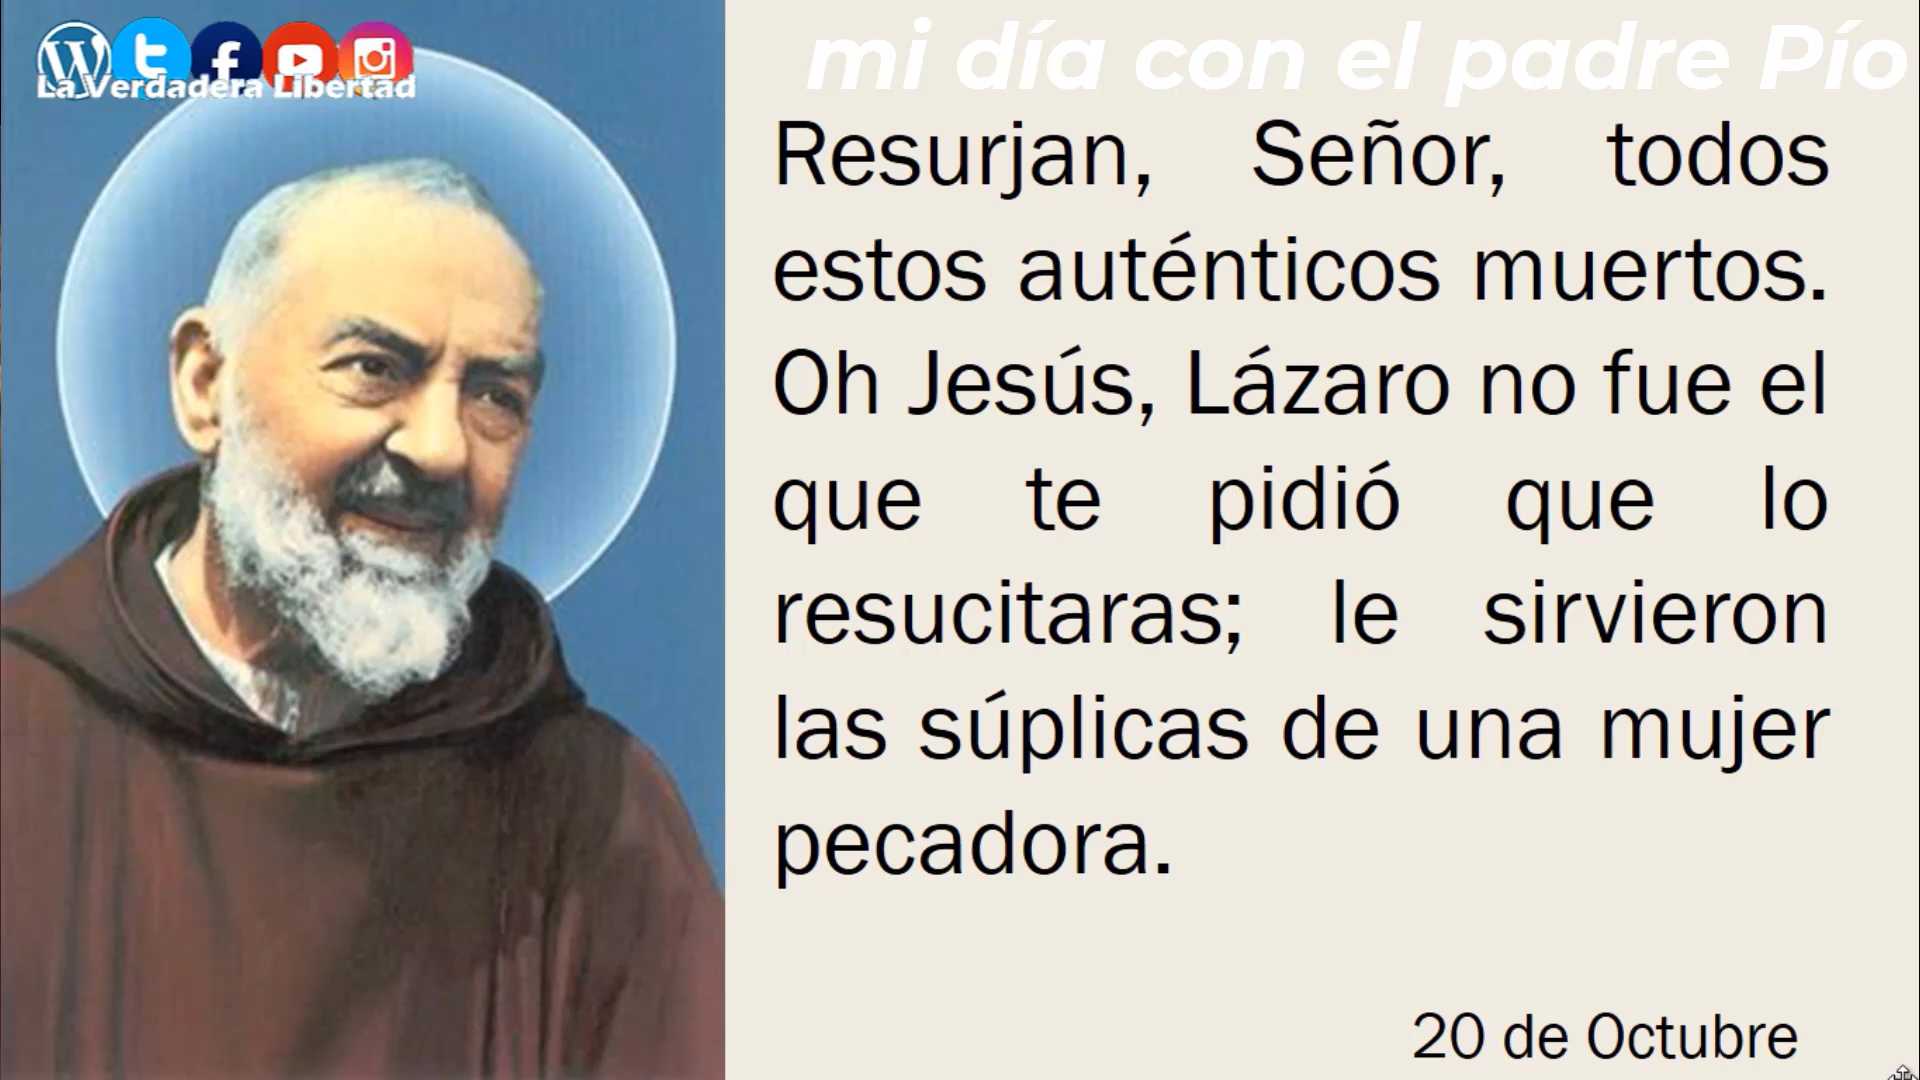 La Verdadera Libertad
mi día con el padre Pío
Resurjan, Señor, todos
estos auténticos muertos.
Oh Jesús, Lázaro no fue el
que te pidió que lo
resucitaras; le sirvieron
las súplicas de una mujer
pecadora.
20 de Octubre